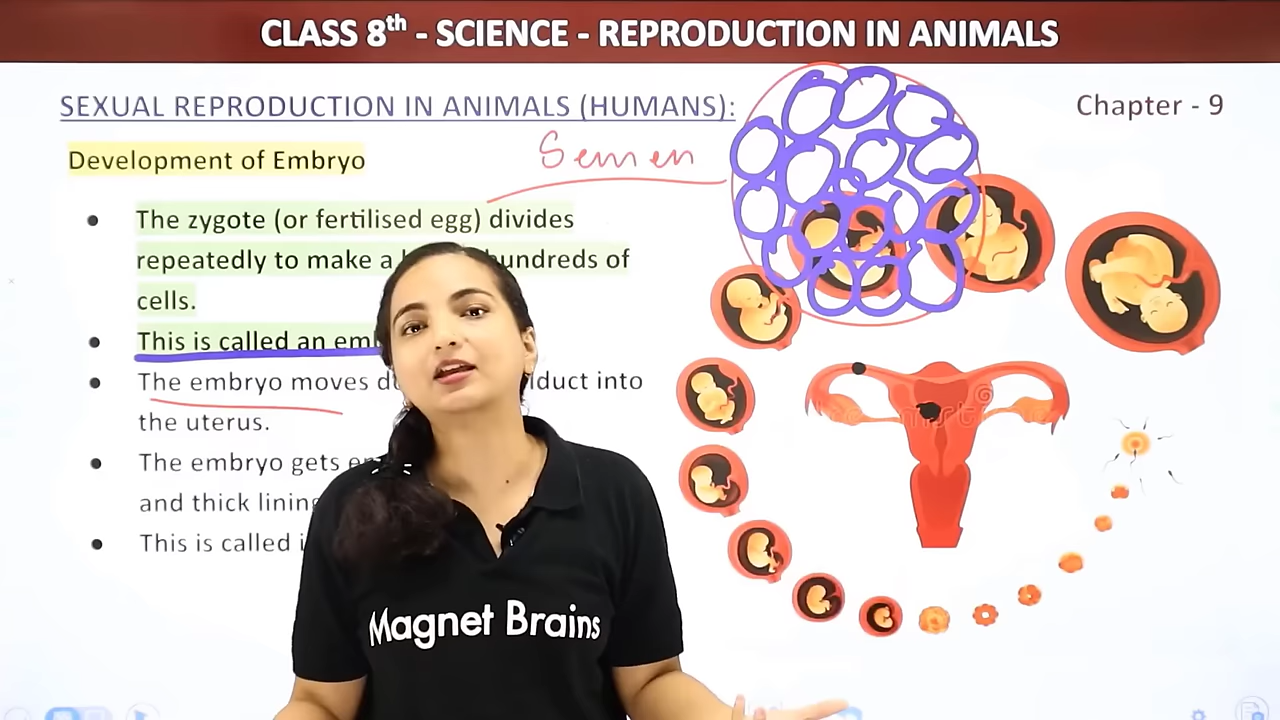 CLASS 8th - SCIENCE - REPRODUCTION IN ANIMALS
SEXUAL REPRODUCTION IN ANIMALS (HUMANS):
Chapter - 9
Development of Embryo
Semen
• The zygote (or fertilised egg) divides
repeatedly to make a hundreds of
cells.
• This is called an
• The embryo moves into
the uterus.
• The embryo gets
and thick lining
• This is called
Magnet Brains